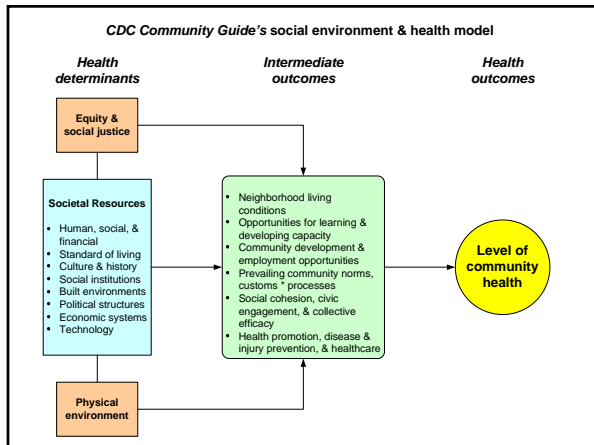 CDC Community Guide's social environment & health model
Health
determinants
Intermediate
outcomes
Health
outcomes
Equity &
social justice
Societal Resources
• Human, social, &
financial
• Standard of living
• Culture & history
• Social institutions
• Built environments
• Political structures
• Economic systems
• Technology
Physical
environment
• Neighborhood living
conditions
• Opportunities for learning &
developing capacity
• Community development &
employment opportunities
• Prevailing community norms,
customs * processes
• Social cohesion, civic
engagement, & collective
efficacy
• Health promotion, disease &
injury prevention, & healthcare
Level of
community
health